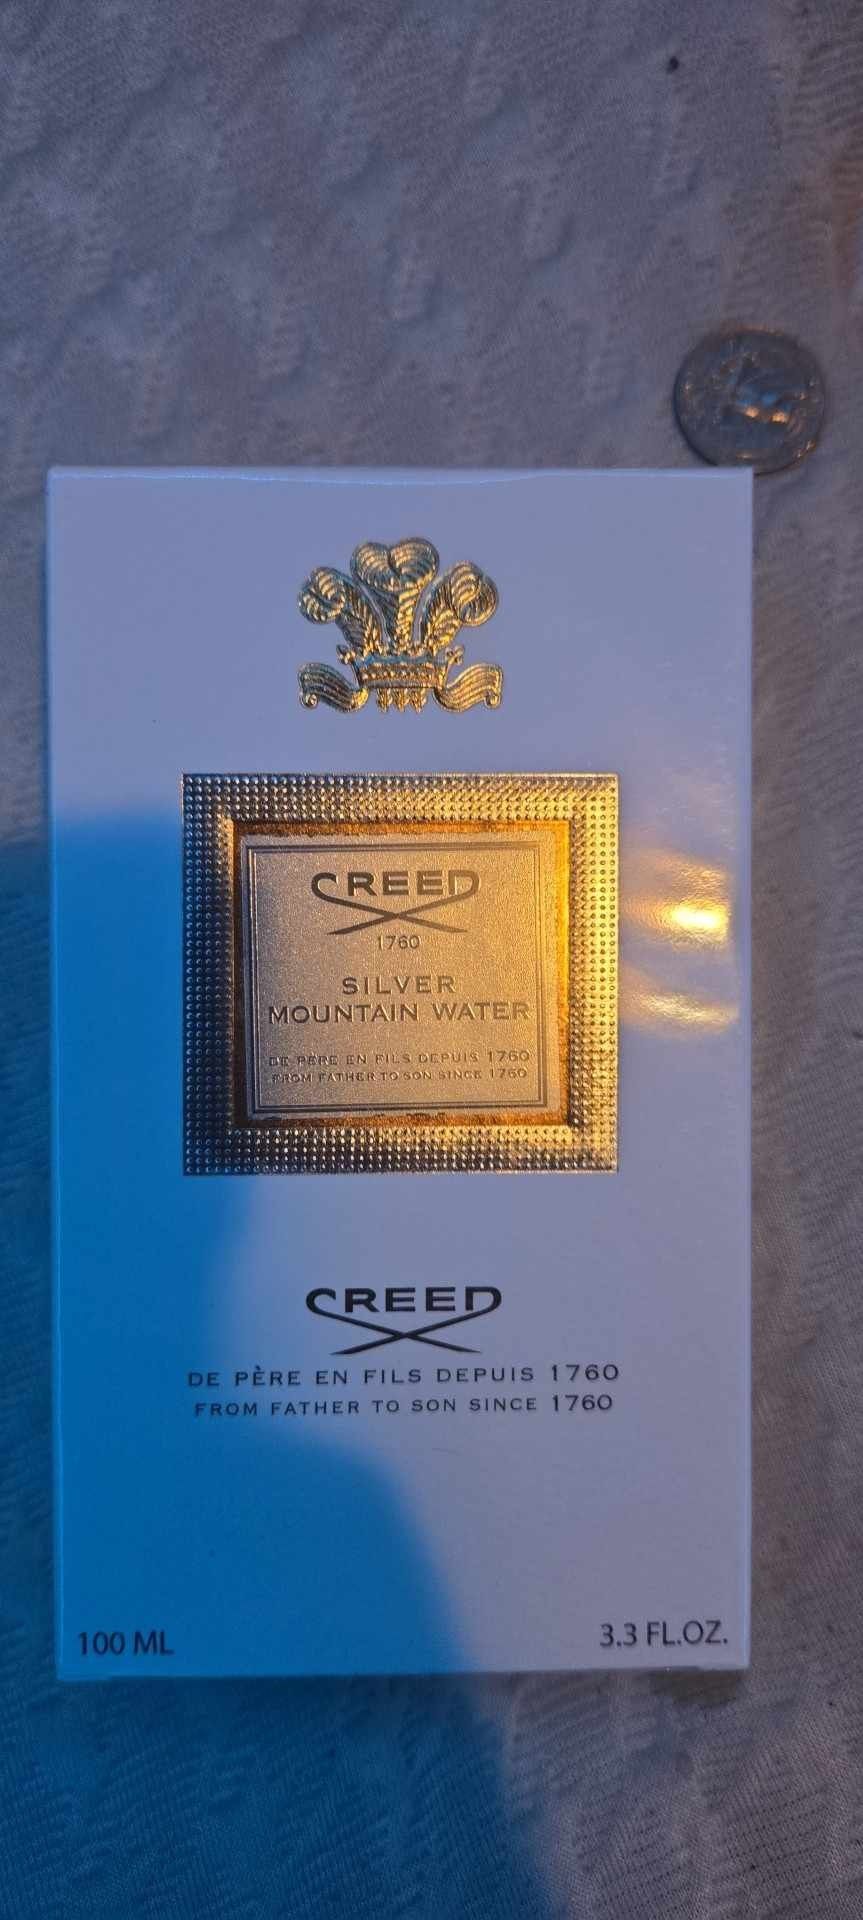 CREED
1760
SILVER
MOUNTAIN WATER
DE PÈRE EN FILS DEPUIS 1760
FROM FATHER TO SON SINCE 1760
CREED
DE PÈRE EN FILS DEPUIS 1760
FROM FATHER TO SON SINCE 1760
100 ML
3.3 FL.OZ.